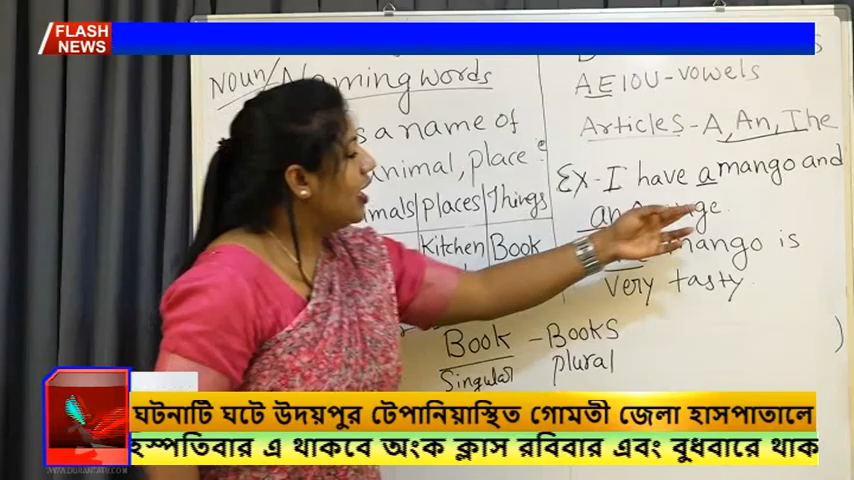 FLASH
NEWS
Noun/Naming words
s a name of
animal, place
mals Places Things
Kitchen Book
AEIOU-vowels
Articles - A, An, The
Ex- I have a mango and
an
mango is
very tasty
Book - Books
Singular plural
ঘটনাটি ঘটে উদয়পুর টেপানিয়াস্থিত গোমতী জেলা হাসপাতালে
হস্পতিবার এ থাকবে অংক ক্লাস রবিবার এবং বুধবারে থাক